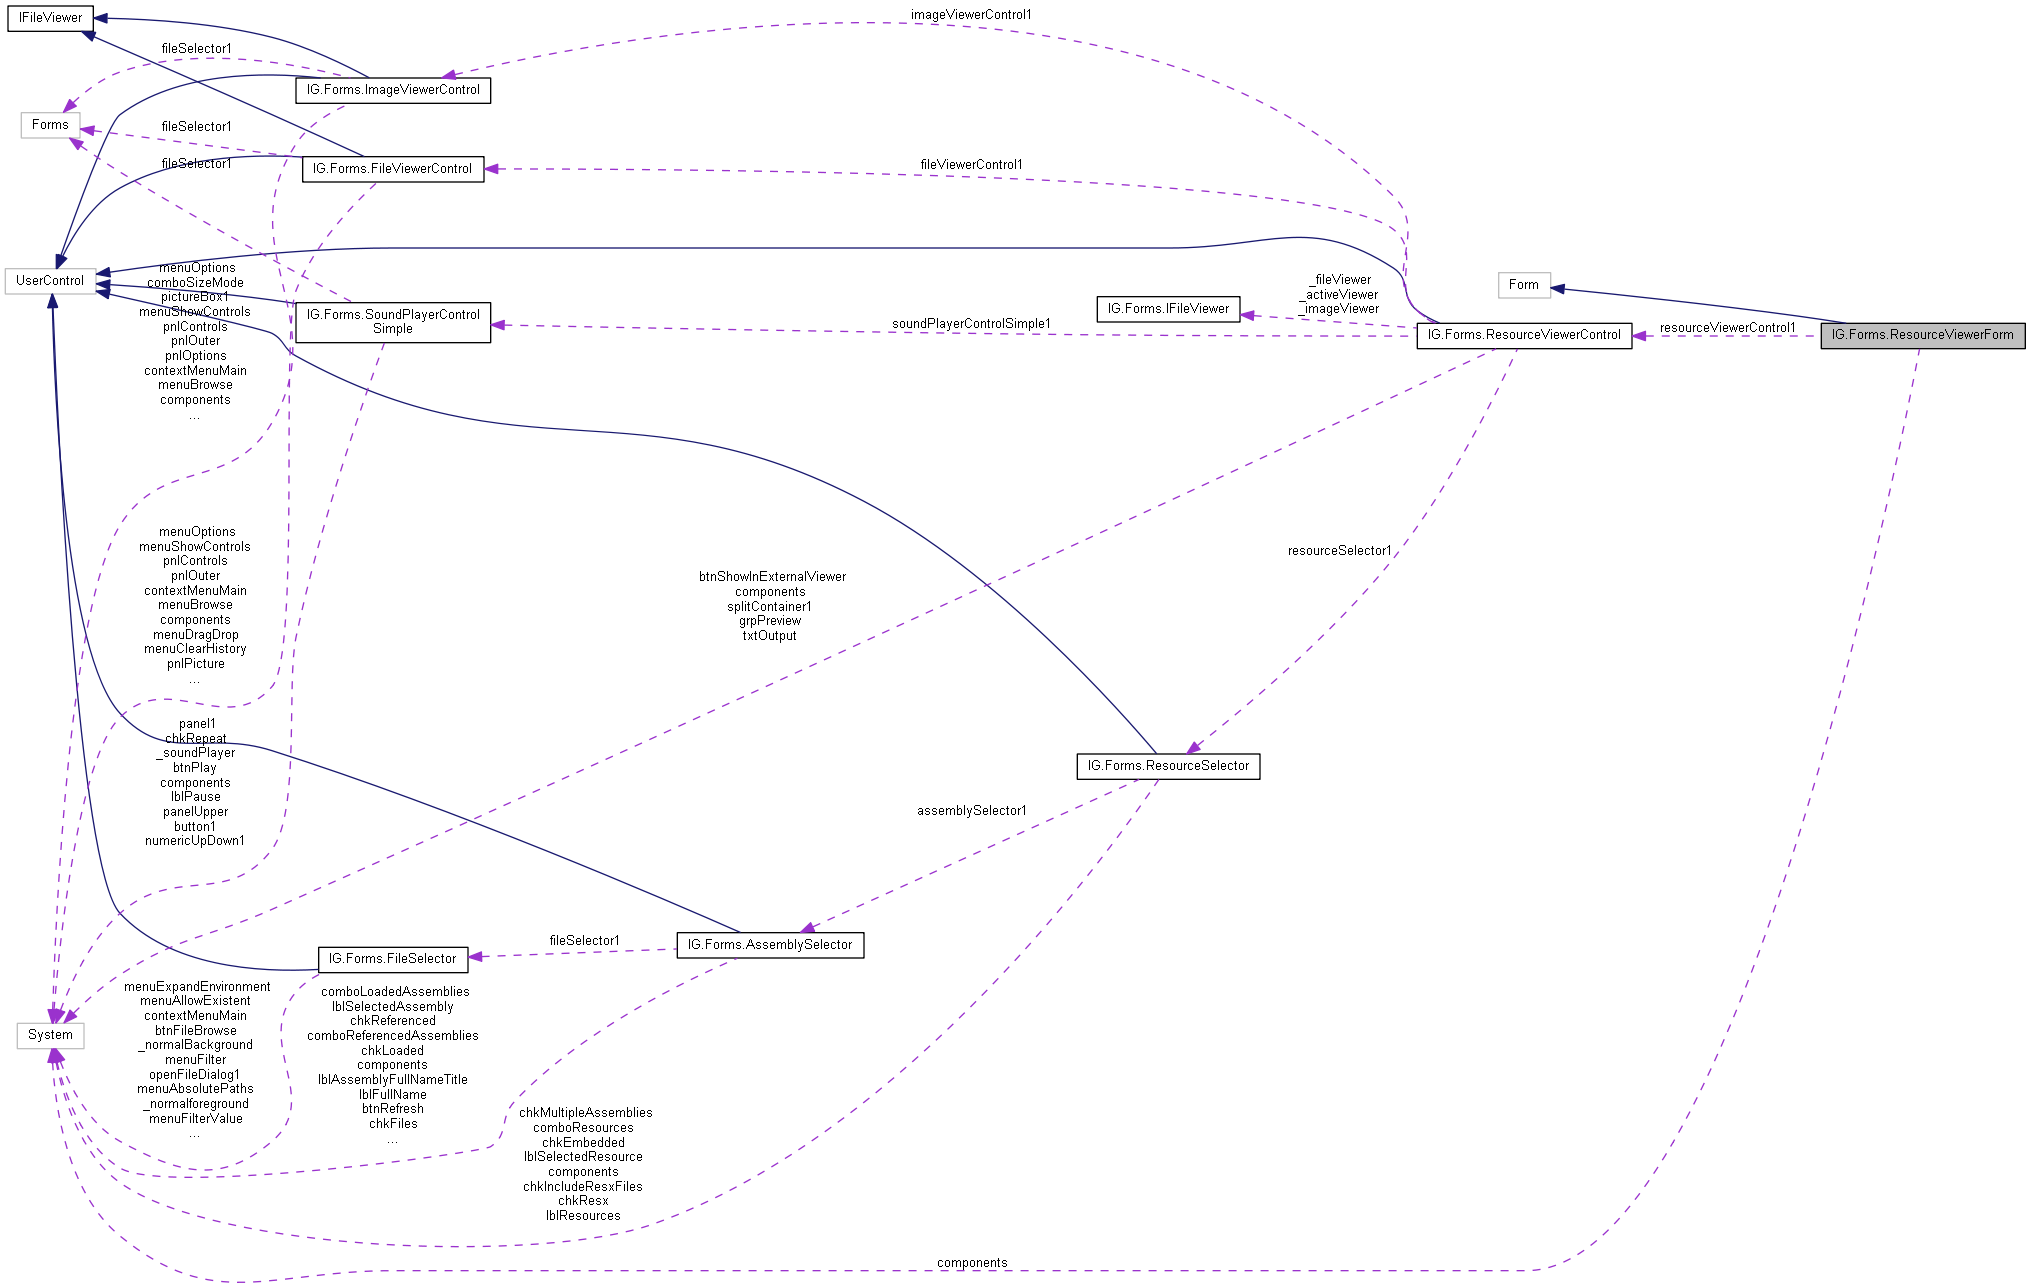 IFileViewer
imageViewerControl1
fileSelector1
IG.Forms.ImageViewerControl
Forms
fileSelector1
fileSelector1
IG.Forms.FileViewerControl
fileViewerControl1
UserControl
menuOptions
comboSizeMode
pictureBox1
menuShowControls
pnlControls
pnlOuter
pnlOptions
contextMenuMain
menuBrowse
components
...
IG.Forms.SoundPlayerControl
Simple
soundPlayerControlSimple1
IG.Forms.IFileViewer
_fileViewer
_activeViewer
_imageViewer
IG.Forms.ResourceViewerControl
Form
resourceViewerControl1
IG.Forms.ResourceViewerForm
menuOptions
menuShowControls
pnlControls
pnlOuter
contextMenuMain
menuBrowse
components
menuDragDrop
menuClearHistory
pnlPicture
...
btnShowInExternalViewer
components
splitContainer1
grpPreview
txtOutput
resourceSelector1
panel1
chkRepeat
_soundPlayer
btnPlay
components
lblPause
panelUpper
button1
numericUpDown1
IG.Forms.ResourceSelector
assemblySelector1
IG.Forms.FileSelector
fileSelector1
IG.Forms.AssemblySelector
System
menuExpandEnvironment
menuAllowExistent
contextMenuMain
btnFileBrowse
_normalBackground
menuFilter
openFileDialog1
menuAbsolutePaths
_normalforeground
menuFilterValue
...
comboLoadedAssemblies
lblSelectedAssembly
chkReferenced
comboReferencedAssemblies
chkLoaded
components
lblAssemblyFullNameTitle
lblFullName
btnRefresh
chkFiles
...
chkMultipleAssemblies
comboResources
chkEmbedded
lblSelectedResource
components
chkIncludeResxFiles
chkResx
lblResources
components